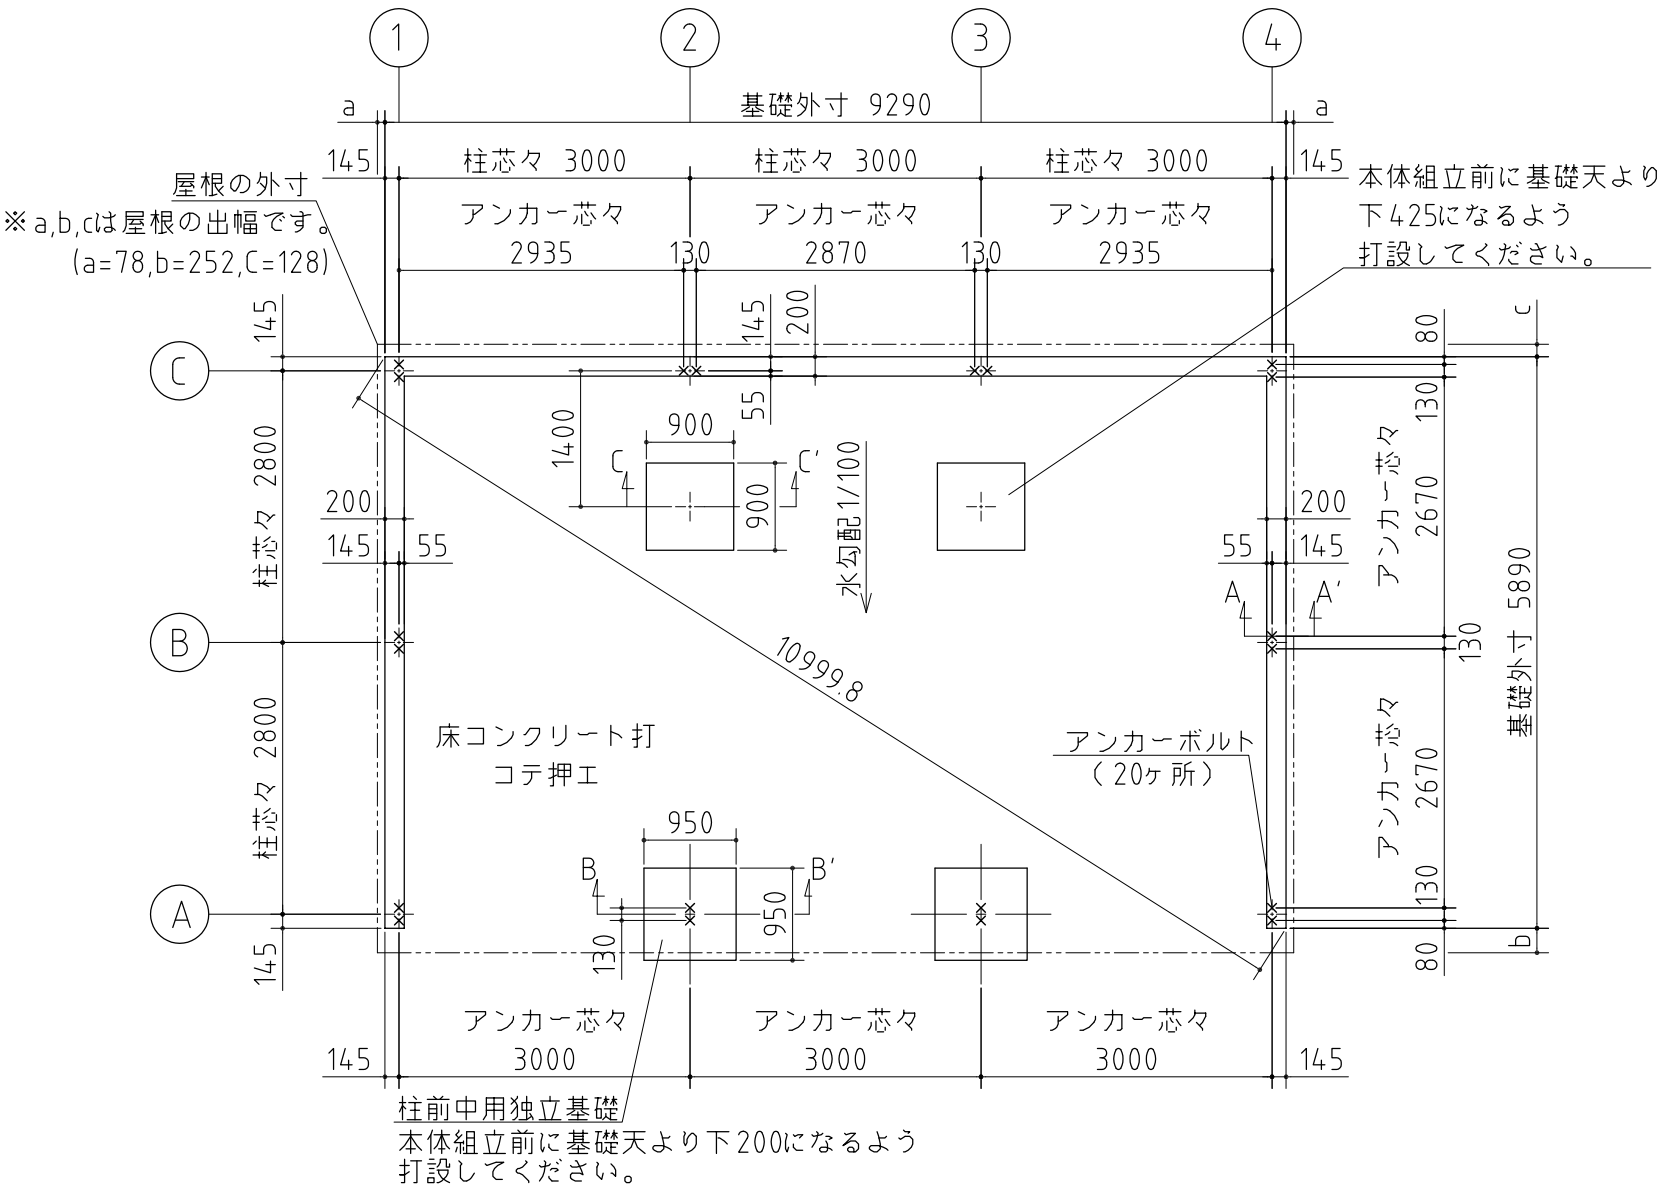 1
2
3
4
a
基礎外寸 9290
a
145
柱芯々 3000
柱芯々 3000
柱芯々 3000
145
屋根の外寸
※a,b,cは屋根の出幅です。
(a=78,b=252,C=128)
アンカー芯々
アンカー芯々
アンカー芯々
2935
130
2870
130
2935
本体組立前に基礎天より
下425になるよう
打設してください。
145
145
200
55
80
c
C
1400
900
C
C'
900
水勾配1/100
130
アンカー芯々
2670
柱芯々 2800
200
145
55
200
55
145
A
A'
B
130
基礎外寸 5890
10999.8
柱芯々 2800
床コンクリート打
コテ押エ
アンカーボルト
(20ヶ所)
アンカー芯々
2670
950
B
B'
950
130
130
A
145
80
b
アンカー芯々
アンカー芯々
アンカー芯々
145
3000
3000
3000
145
柱前中用独立基礎
本体組立前に基礎天より下200になるよう
打設してください。